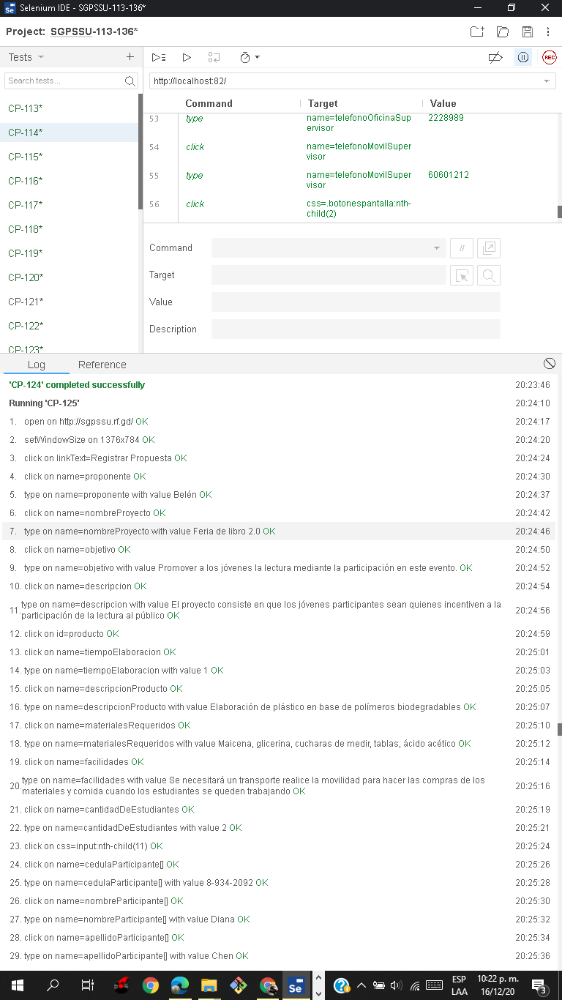 Selenium IDE - SGPSSU-113-136*
Project: SGPSSU-113-136*
Tests
REC
Search tests...
http://localhost:82/
Command Target Value
CP-113*
CP-114*
CP-115*
CP-116*
CP-117*
CP-118*
CP-119*
CP-120*
CP-121*
CP-122*
CP-123*
53 type name=telefonoOficinaSup 2228989
ervisor
54 click name=telefonoMovilSuper
visor
55 type name=telefonoMovilSuper 60601212
visor
56 click css=.botonespantalla:nth-
child(2)
Command
//
Target
Value
Description
Log Reference
'CP-124' completed successfully 20:23:46
Running 'CP-125' 20:24:10
1. open on http://sgpssu.rf.gd/ OK 20:24:17
2. setWindowSize on 1376x784 OK 20:24:20
3. click on linkText=Registrar Propuesta OK 20:24:24
4. click on name=proponente OK 20:24:30
5. type on name=proponente with value Belén OK 20:24:37
6. click on name=nombreProyecto OK 20:24:42
7. type on name=nombreProyecto with value Feria de libro 2.0 OK 20:24:46
8. click on name=objetivo OK 20:24:50
9. type on name=objetivo with value Promover a los jóvenes la lectura mediante la participación en este evento. OK 20:24:52
10. click on name=descripcion OK 20:24:54
11. type on name=descripcion with value El proyecto consiste en que los jóvenes participantes sean quienes incentiven a la 20:24:56
participación de la lectura al público OK
12. click on id=producto OK 20:24:59
13. click on name=tiempoElaboracion OK 20:25:01
14. type on name=tiempoElaboracion with value 1 OK 20:25:03
15. click on name=descripcionProducto OK 20:25:05
16. type on name=descripcionProducto with value Elaboración de plástico en base de polímeros biodegradables OK 20:25:07
17. click on name=materialesRequeridos OK 20:25:10
18. type on name=materialesRequeridos with value Maicena, glicerina, cucharas de medir, tablas, ácido acético OK 20:25:12
19. click on name=facilidades OK 20:25:14
20. type on name=facilidades with value Se necesitará un transporte realice la movilidad para hacer las compras de los 20:25:16
materiales y comida cuando los estudiantes se queden trabajando OK
21. click on name=cantidadDeEstudiantes OK 20:25:19
22. type on name=cantidadDeEstudiantes with value 2 OK 20:25:21
23. click on css=input:nth-child(11) OK 20:25:24
24. click on name=cedulaParticipante[] OK 20:25:26
25. type on name=cedulaParticipante[] with value 8-934-2092 OK 20:25:28
26. click on name=nombreParticipante[] OK 20:25:30
27. type on name=nombreParticipante[] with value Diana OK 20:25:32
28. click on name=apellidoParticipante[] OK 20:25:34
29. type on name=apellidoParticipante[] with value Chen OK 20:25:36
Se
ESP 10:22 p. m.
LAA 16/12/20
3